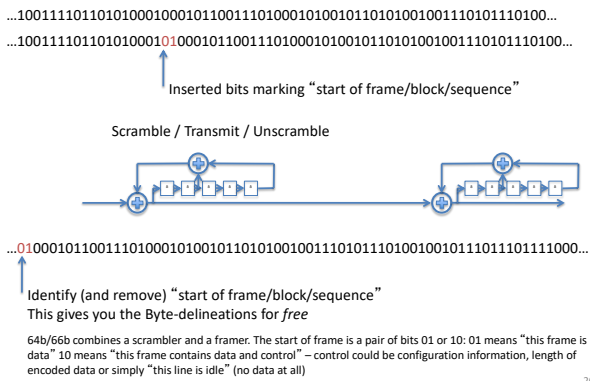 …100111101101010001000101100111010001010010110101001001110101110100…
…10011110110101000101000101100111010001010010110101001001110101110100…
Inserted bits marking “start of frame/block/sequence”
Scramble / Transmit / Unscramble
…0100010110011101000101001011010100100111010111010010010111011101111000…
Identify (and remove) “start of frame/block/sequence”
This gives you the Byte-delineations for free
64b/66b combines a scrambler and a framer. The start of frame is a pair of bits 01 or 10: 01 means “this frame is
data” 10 means “this frame contains data and control” – control could be configuration information, length of
encoded data or simply “this line is idle” (no data at all)